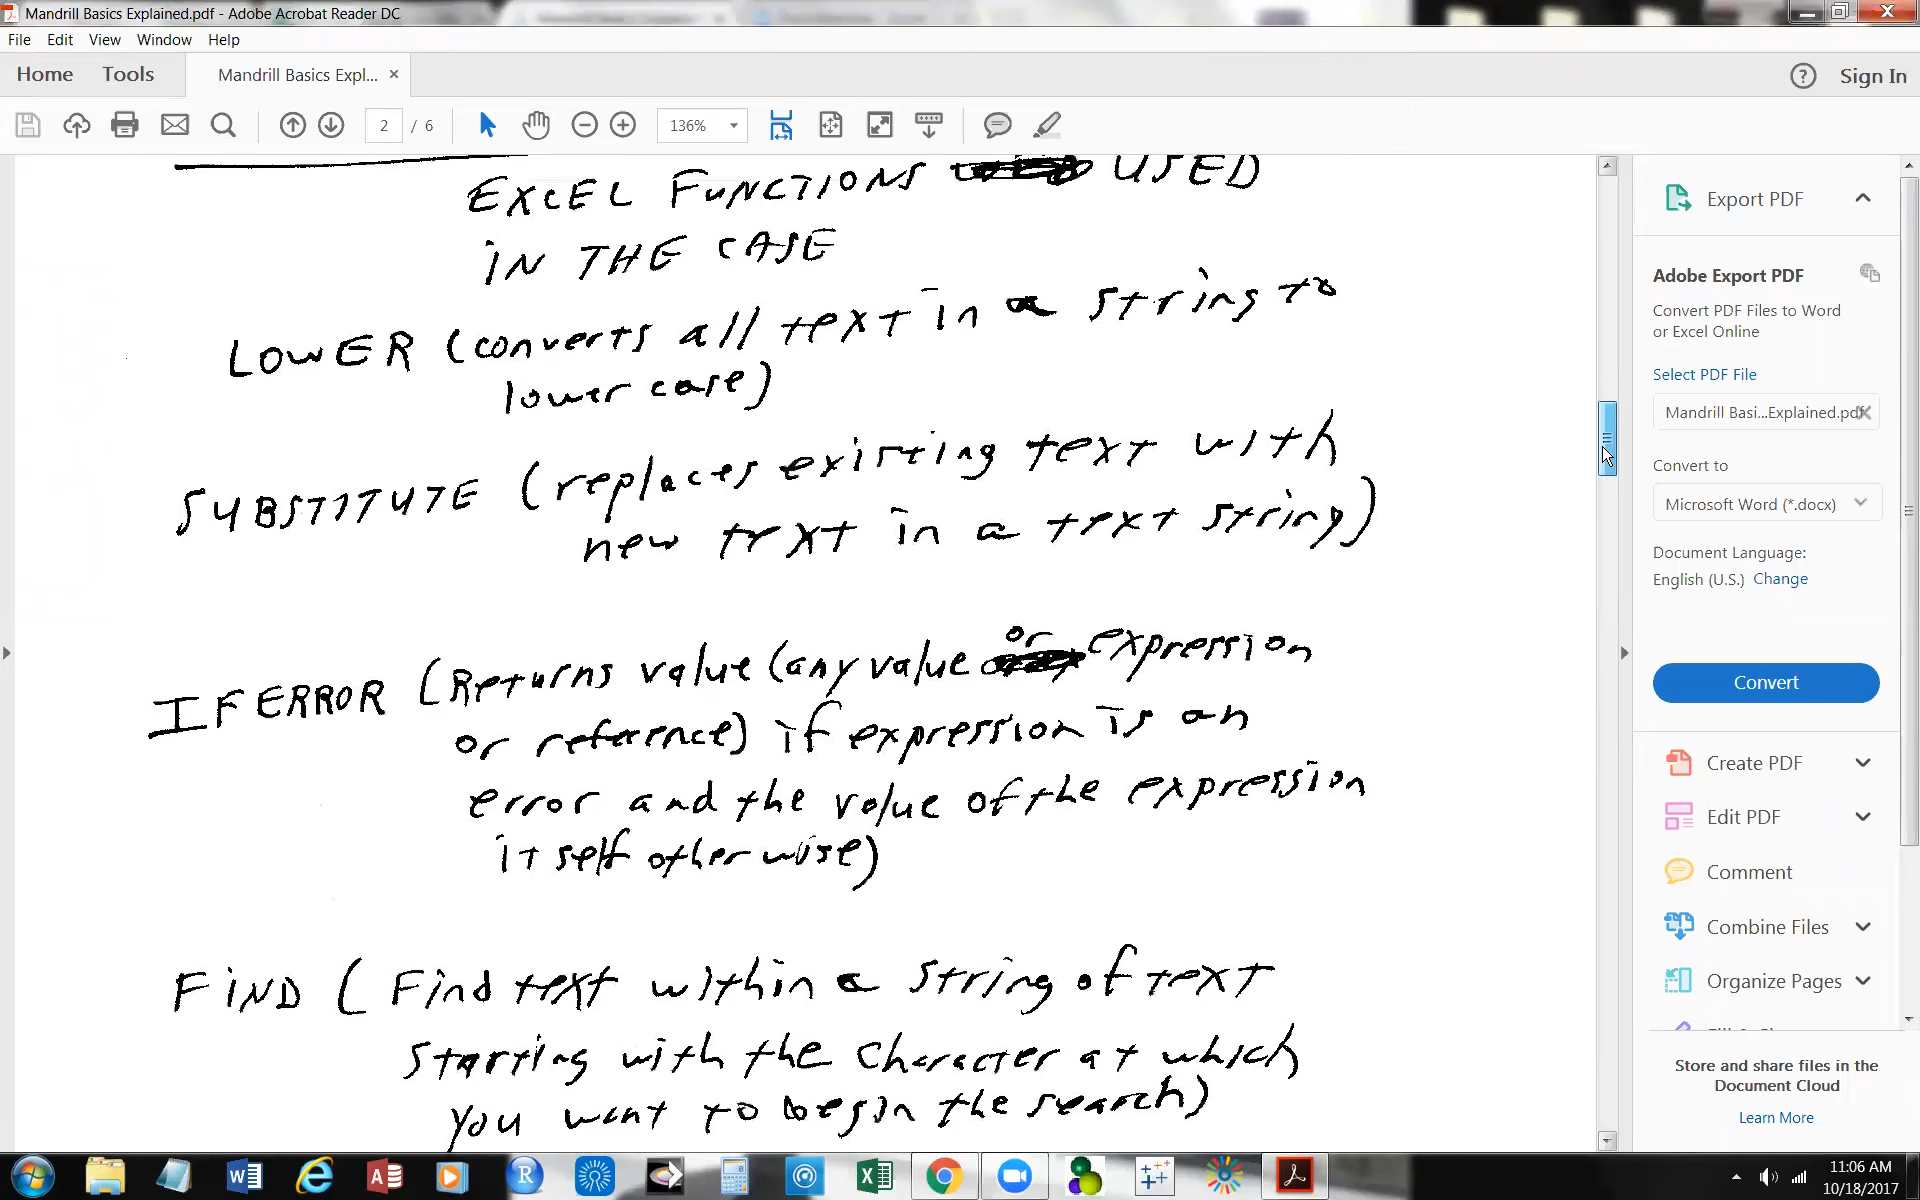 Mandrill Basics Explained.pdf - Adobe Acrobat Reader DC
File Edit View Window Help
Home Tools Mandrill Basics Expl... × ? Sign In
2 / 6 136%
EXCEL FUNCTIONS USED
IN THE CASE
LOWER (converts all text in a string to
lower case)
SUBSTITUTE (replaces existing text with
new text in a text string)
IFERROR (Returns value (any value or expression
or reference) if expression is an
error and the value of the expression
itself otherwise)
FIND (Find text within a string of text
starting with the character at which
you want to begin the search)
Export PDF
Adobe Export PDF
Convert PDF Files to Word
or Excel Online
Select PDF File
Mandrill Basi...Explained.pdf
Convert to
Microsoft Word (*.docx)
Document Language:
English (U.S.) Change
Convert
Create PDF
Edit PDF
Comment
Combine Files
Organize Pages
Store and share files in the
Document Cloud
Learn More
11:06 AM
10/18/2017